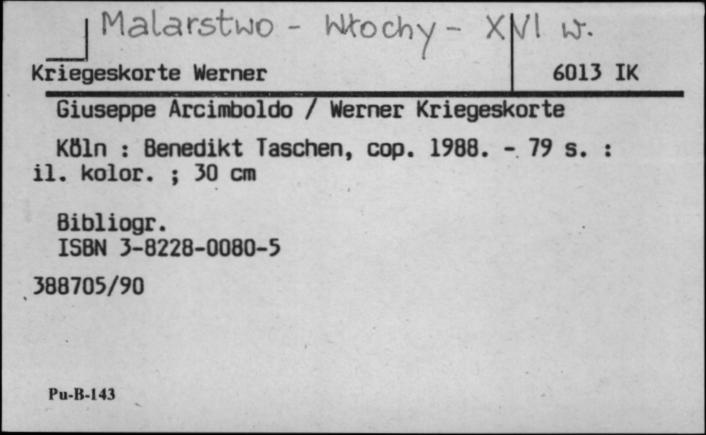 Malarstwo - Włochy - XVI w.
Kriegeskorte Werner 6013 IK
Giuseppe Arcimboldo / Werner Kriegeskorte
Köln : Benedikt Taschen, cop. 1988. - 79 s. :
il. kolor. ; 30 cm
Bibliogr.
ISBN 3-8228-0080-5
388705/90
Pu-B-143